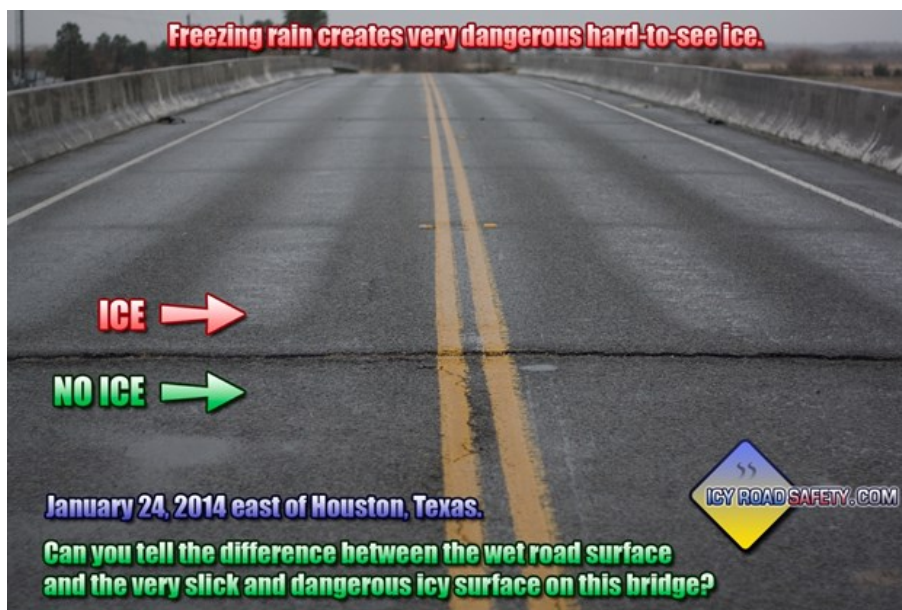 Freezing rain creates very dangerous hard-to-see ice.
ICE
NO ICE
ICY ROAD SAFETY.COM
January 24, 2014 east of Houston, Texas.
Can you tell the difference between the wet road surface
and the very slick and dangerous icy surface on this bridge?